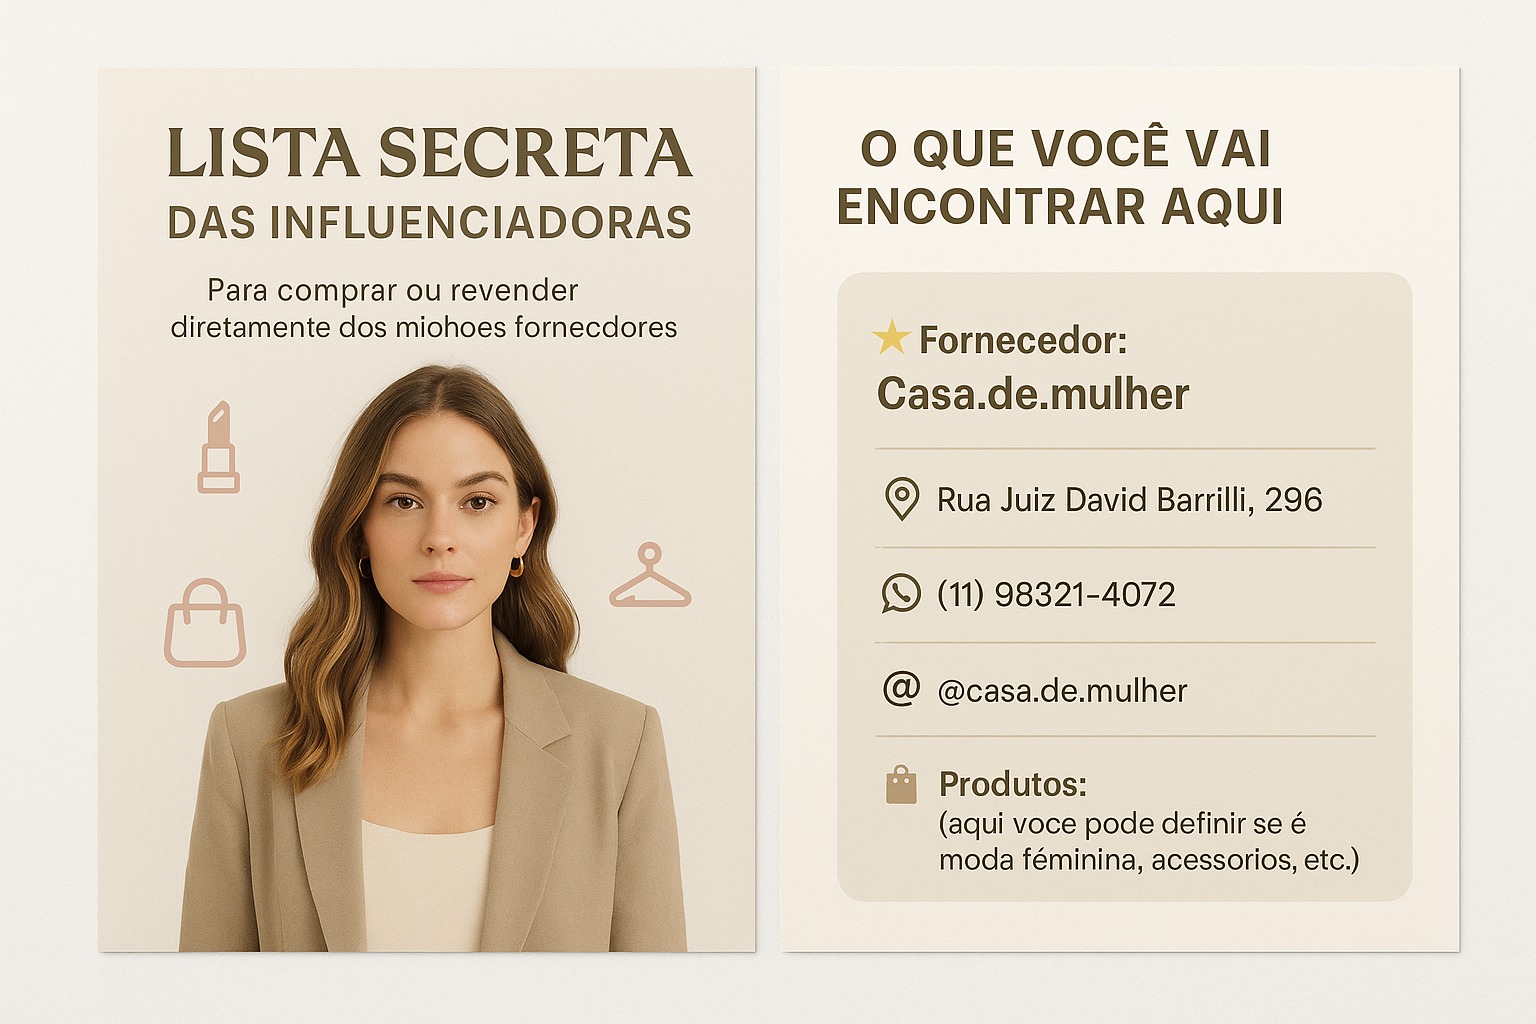 LISTA SECRETA
DAS INFLUENCIADORAS
Para comprar ou revender
diretamente dos miohoes fornecdores
O QUE VOCÊ VAI
ENCONTRAR AQUI
Fornecedor:
Casa.de.mulher
Rua Juiz David Barrilli, 296
(11) 98321-4072
@ @casa.de.mulher
Produtos:
(aqui voce pode definir se é
moda féminina, acessorios, etc.)